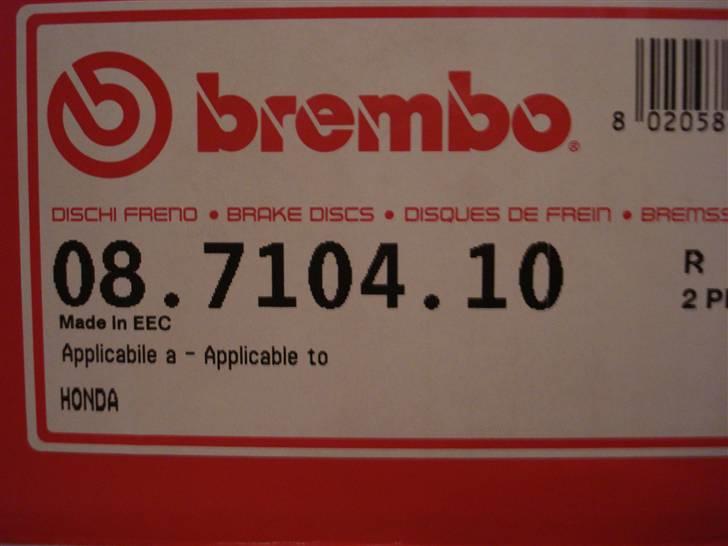 brembo®
8 02058
DISCHI FRENO • BRAKE DISCS • DISQUES DE FREIN • BREMS
08.7104.10
R
Made in EEC
2
Applicabile a - Applicable to
HONDA